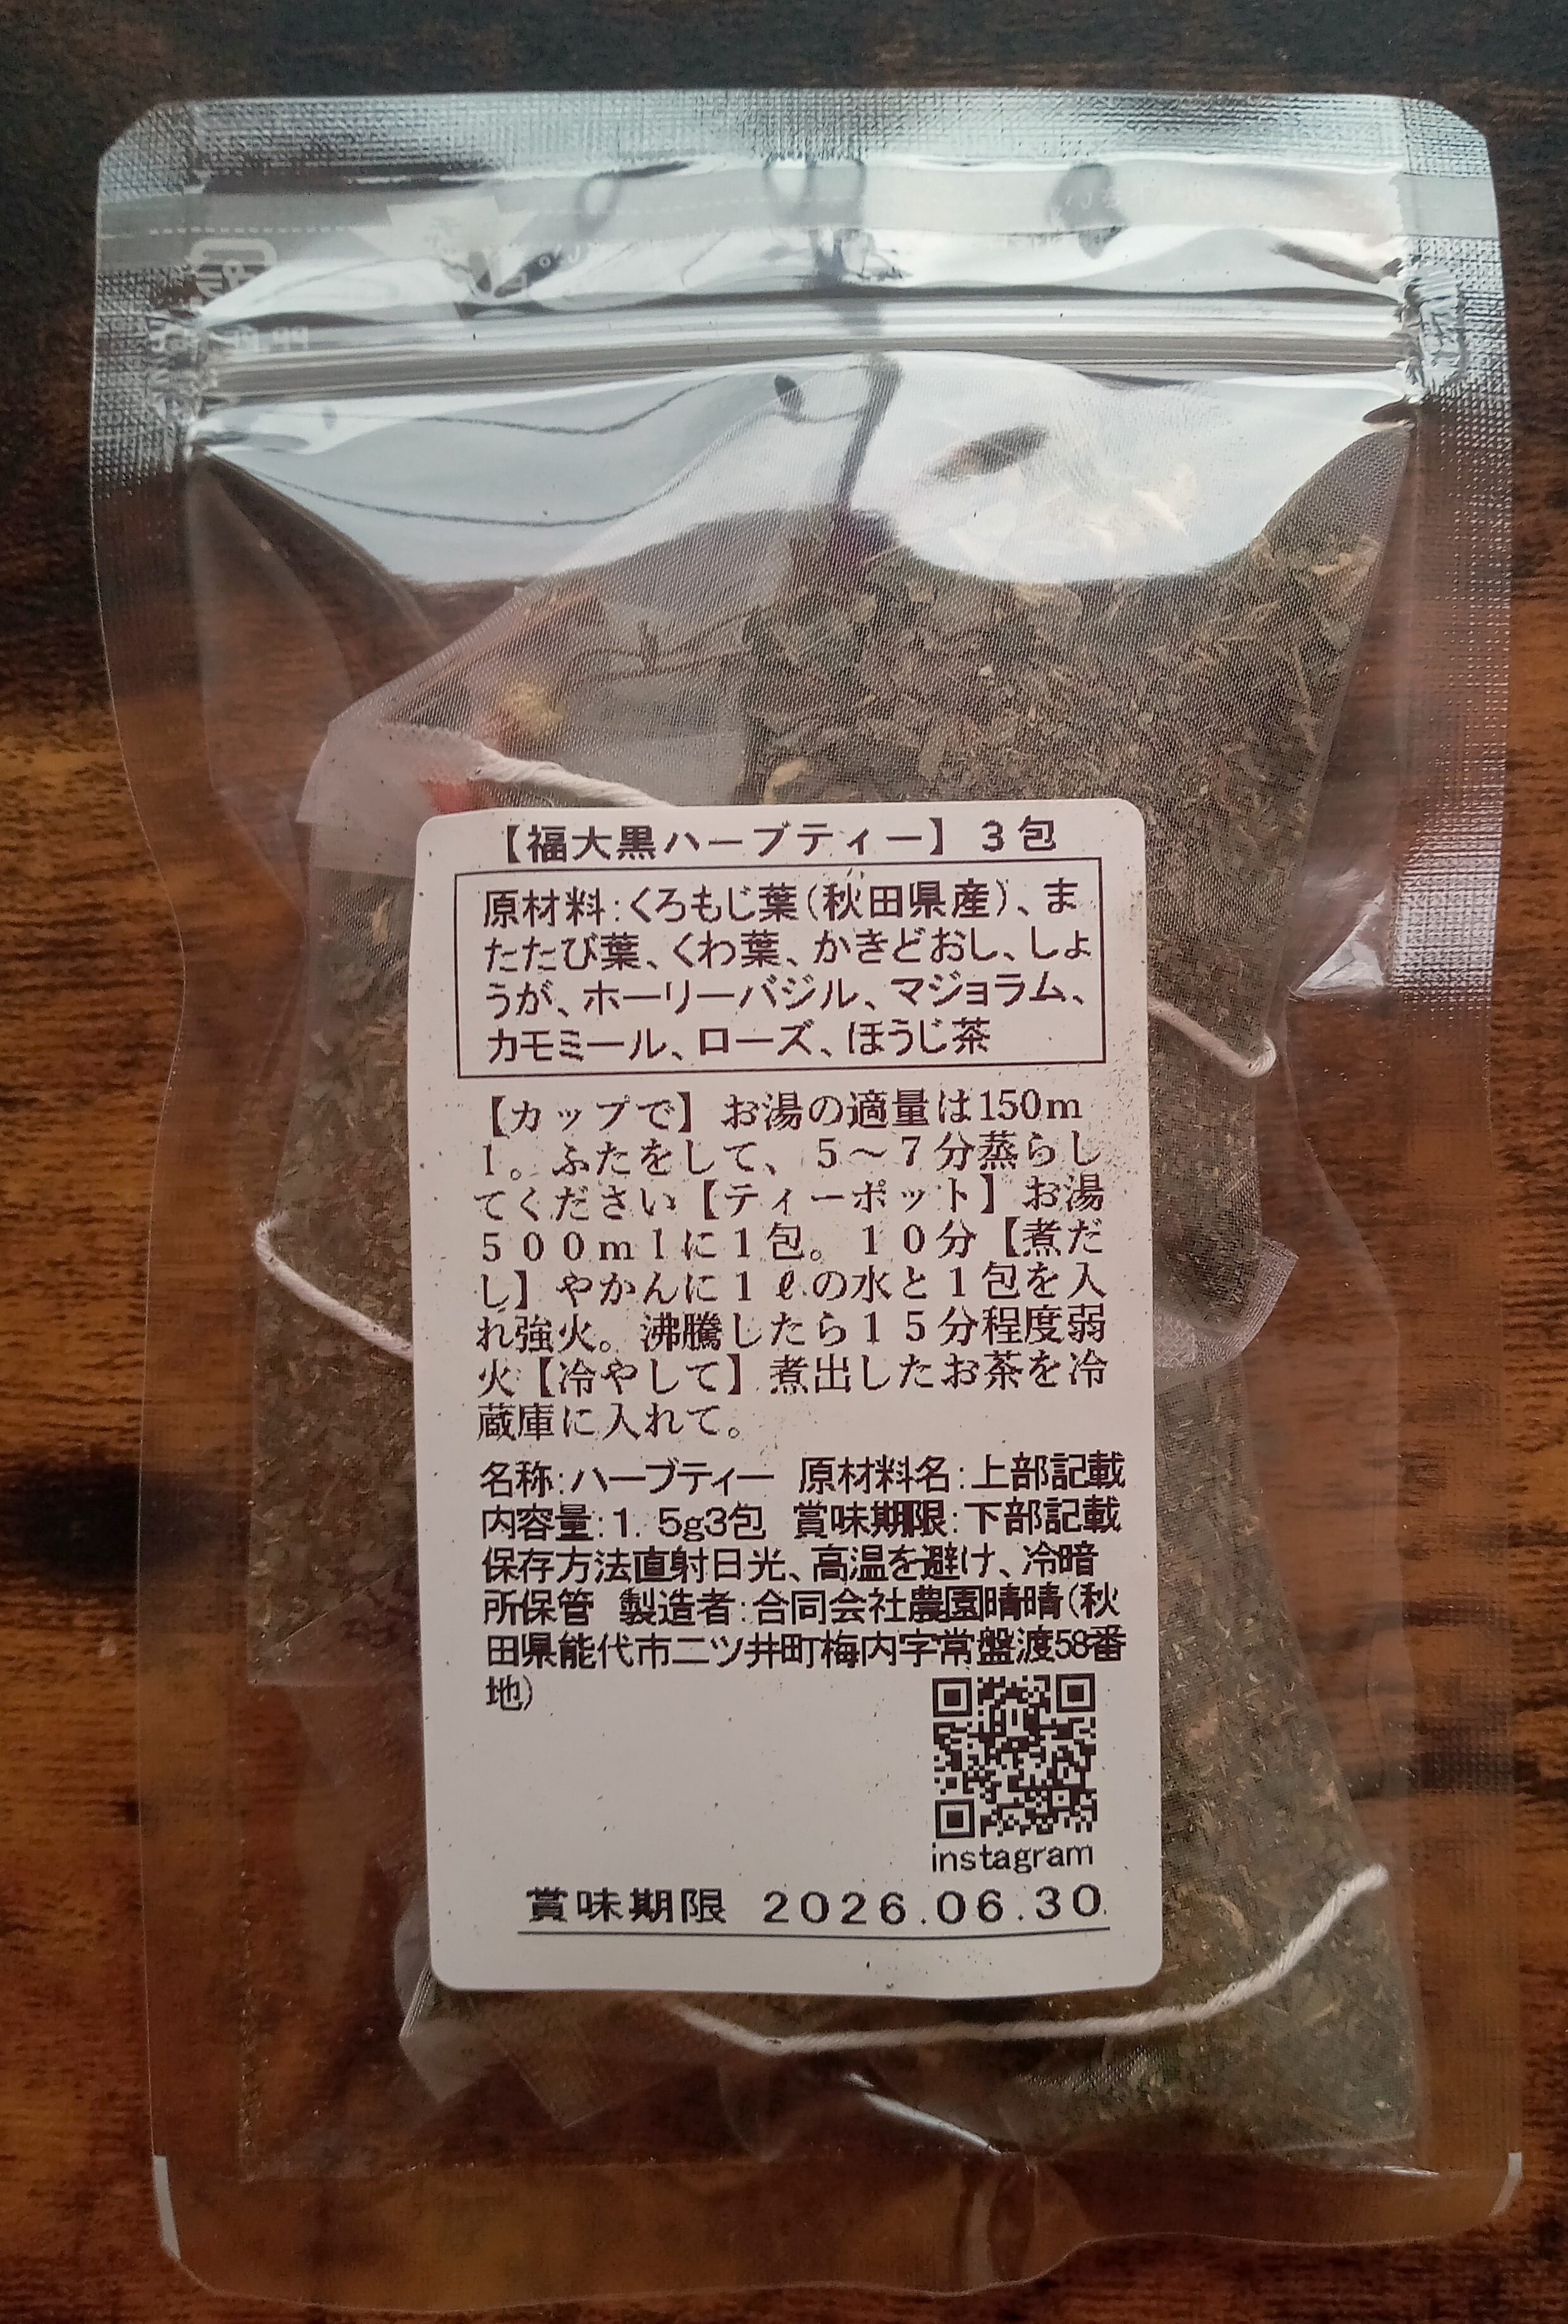 【福大黒ハーブティー】3包
原材料:くろもじ葉(秋田県産)、ま
たたび葉、くわ葉、かきどおし、しょ
うが、ホーリーバジル、マジョラム、
カモミール、ローズ、ほうじ茶
【カップで】お湯の適量は150m
l。ふたをして、5～7分蒸らし
てください【ティーポット】お湯
500mlに1包。10分【煮だ
し】やかんに1ℓの水と1包を入
れ強火。沸騰したら15分程度弱
火【冷やして】煮出したお茶を冷
蔵庫に入れて。
名称:ハーブティー 原材料名:上部記載
内容量:1.5g3包 賞味期限:下部記載
保存方法直射日光、高温を避け、冷暗
所保管 製造者:合同会社農園晴晴(秋
田県能代市二ツ井町梅内字常盤渡58番
地)
instagram
賞味期限 2026.06.30